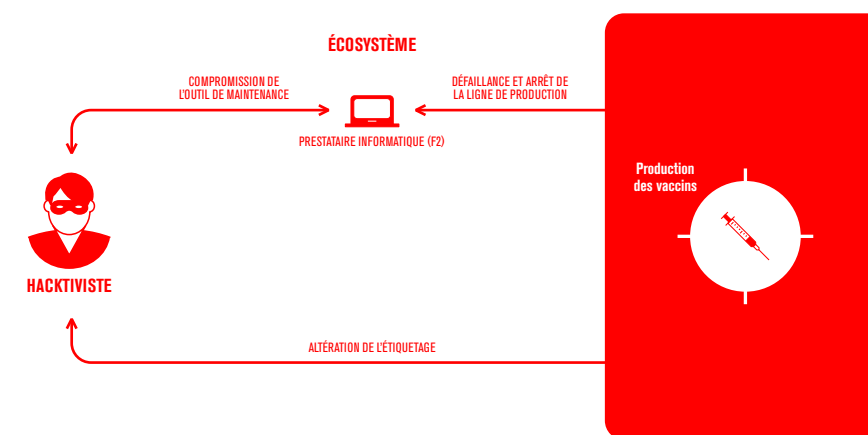 ÉCOSYSTÈME
COMPROMISSION DE
L'OUTIL DE MAINTENANCE
DÉFAILLANCE ET ARRÊT DE
LA LIGNE DE PRODUCTION
PRESTATAIRE INFORMATIQUE (F2)
Production
des vaccins
HACKTIVISTE
ALTÉRATION DE L'ÉTIQUETAGE